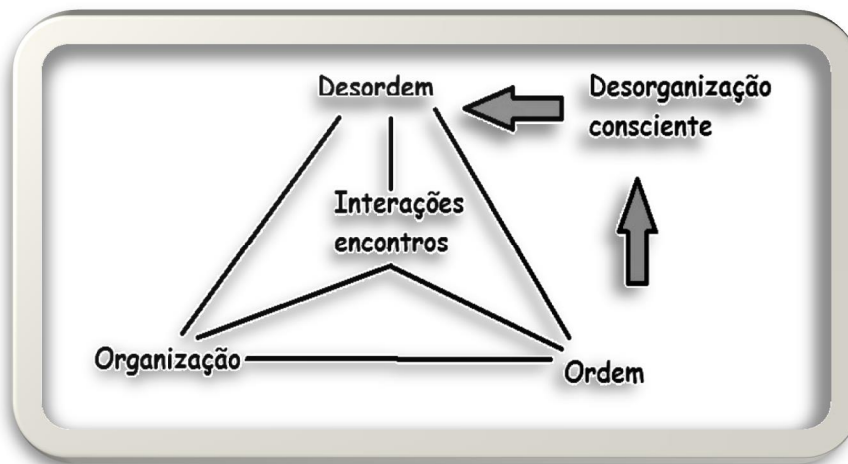 Desordem
Desorganização
consciente
Interações
encontros
Organização
Ordem